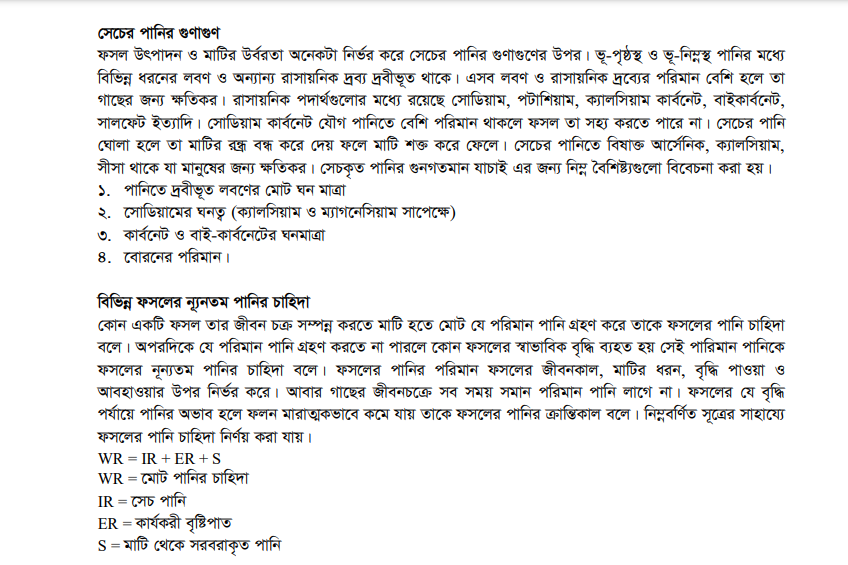 সেচের পানির গুণাগুণ
ফসল উৎপাদন ও মাটির উর্বরতা অনেকটা নির্ভর করে সেচের পানির গুণাগুণের উপর। ভূ-পৃষ্ঠস্থ ও ভূ-নিম্নস্থ পানির মধ্যে
বিভিন্ন ধরনের লবণ ও অন্যান্য রাসায়নিক দ্রব্য দ্রবীভূত থাকে। এসব লবণ ও রাসায়নিক দ্রব্যের পরিমান বেশি হলে তা
গাছের জন্য ক্ষতিকর। রাসায়নিক পদার্থগুলোর মধ্যে রয়েছে সোডিয়াম, পটাশিয়াম, ক্যালসিয়াম কার্বনেট, বাইকার্বনেট,
সালফেট ইত্যাদি। সোডিয়াম কার্বনেট যৌগ পানিতে বেশি পরিমান থাকলে ফসল তা সহ্য করতে পারে না। সেচের পানি
ঘোলা হলে তা মাটির রন্ধ্র বন্ধ করে দেয় ফলে মাটি শক্ত করে ফেলে। সেচের পানিতে বিষাক্ত আর্সেনিক, ক্যালসিয়াম,
সীসা থাকে যা মানুষের জন্য ক্ষতিকর। সেচকৃত পানির গুনগতমান যাচাই এর জন্য নিম্ন বৈশিষ্ট্যগুলো বিবেচনা করা হয়।
১. পানিতে দ্রবীভূত লবণের মোট ঘন মাত্রা
২. সোডিয়ামের ঘনত্ব (ক্যালসিয়াম ও ম্যাগনেসিয়াম সাপেক্ষে)
৩. কার্বনেট ও বাই-কার্বনেটের ঘনমাত্রা
৪. বোরনের পরিমান।
বিভিন্ন ফসলের ন্যূনতম পানির চাহিদা
কোন একটি ফসল তার জীবন চক্র সম্পন্ন করতে মাটি হতে মোট যে পরিমান পানি গ্রহণ করে তাকে ফসলের পানি চাহিদা
বলে। অপরদিকে যে পরিমান পানি গ্রহণ করতে না পারলে কোন ফসলের স্বাভাবিক বৃদ্ধি ব্যহত হয় সেই পারিমান পানিকে
ফসলের নূন্যতম পানির চাহিদা বলে। ফসলের পানির পরিমান ফসলের জীবনকাল, মাটির ধরন, বৃদ্ধি পাওয়া ও
আবহাওয়ার উপর নির্ভর করে। আবার গাছের জীবনচক্রে সব সময় সমান পরিমান পানি লাগে না। ফসলের যে বৃদ্ধি
পর্যায়ে পানির অভাব হলে ফলন মারাত্মকভাবে কমে যায় তাকে ফসলের পানির ক্রান্তিকাল বলে। নিম্নবর্ণিত সূত্রের সাহায্যে
ফসলের পানি চাহিদা নির্ণয় করা যায়।
WR = IR + ER + S
WR = মোট পানির চাহিদা
IR = সেচ পানি
ER = কার্যকরী বৃষ্টিপাত
S = মাটি থেকে সরবরাকৃত পানি